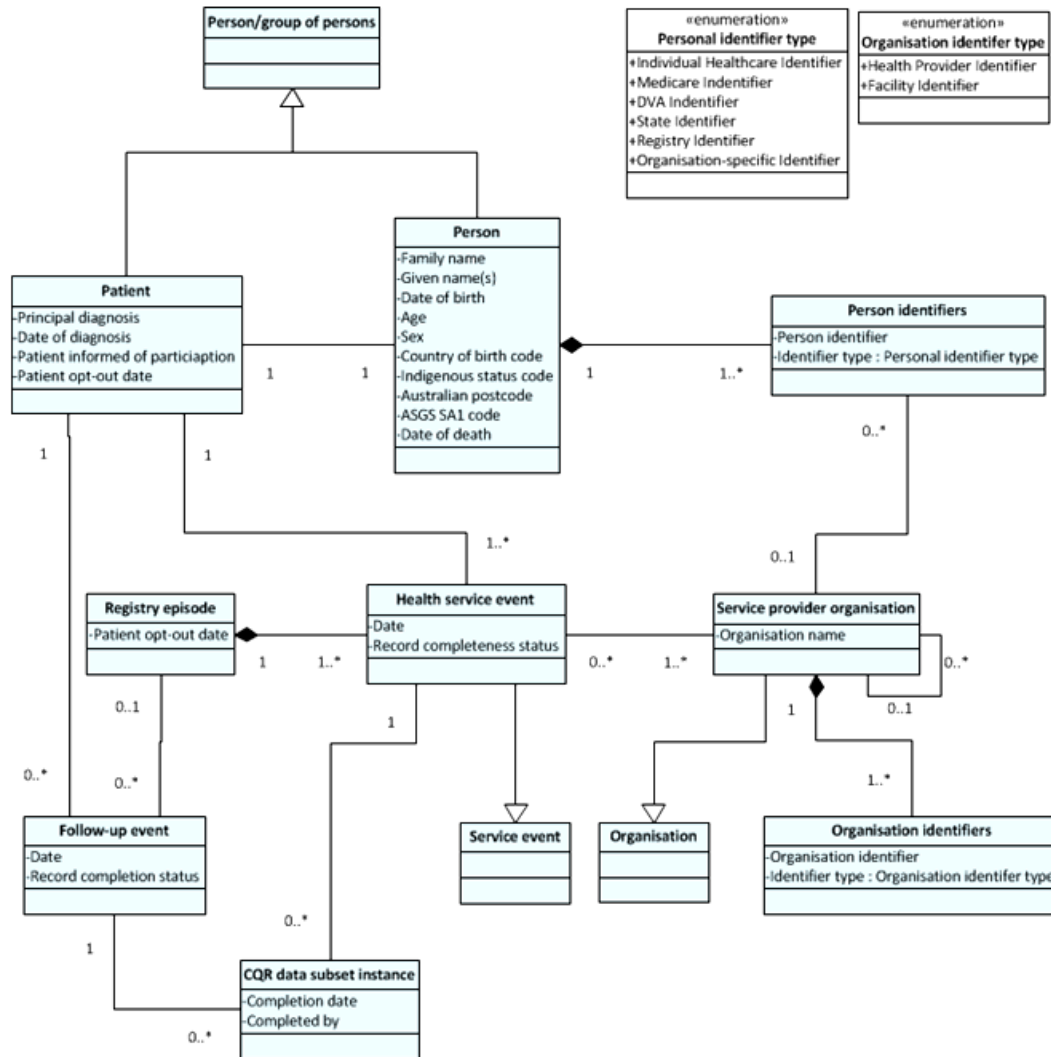 Person/group of persons
«enumeration»
Personal identifier type
+Individual Healthcare Identifier
+Medicare Indentifier
+DVA Indentifier
+State Identifier
+Registry Identifier
+Organisation-specific Identifier
«enumeration»
Organisation identifer type
+Health Provider Identifier
+Facility Identifier
Person
-Family name
-Given name(s)
-Date of birth
-Age
-Sex
-Country of birth code
-Indigenous status code
-Australian postcode
-ASGS SA1 code
-Date of death
Patient
-Principal diagnosis
-Date of diagnosis
-Patient informed of particiaption
-Patient opt-out date
Person identifiers
-Person identifier
-Identifier type : Personal identifier type
1
1
1
1..*
0..*
1
1
1..*
0..1
Registry episode
-Patient opt-out date
Health service event
-Date
-Record completeness status
Service provider organisation
-Organisation name
1
1..*
0..*
1..*
0..*
0..1
0..1
1
1
0..*
0..*
1..*
Follow-up event
-Date
-Record completion status
Service event
Organisation
Organisation identifiers
-Organisation identifier
-Identifier type : Organisation identifer type
0..*
1
0..*
CQR data subset instance
-Completion date
-Completed by